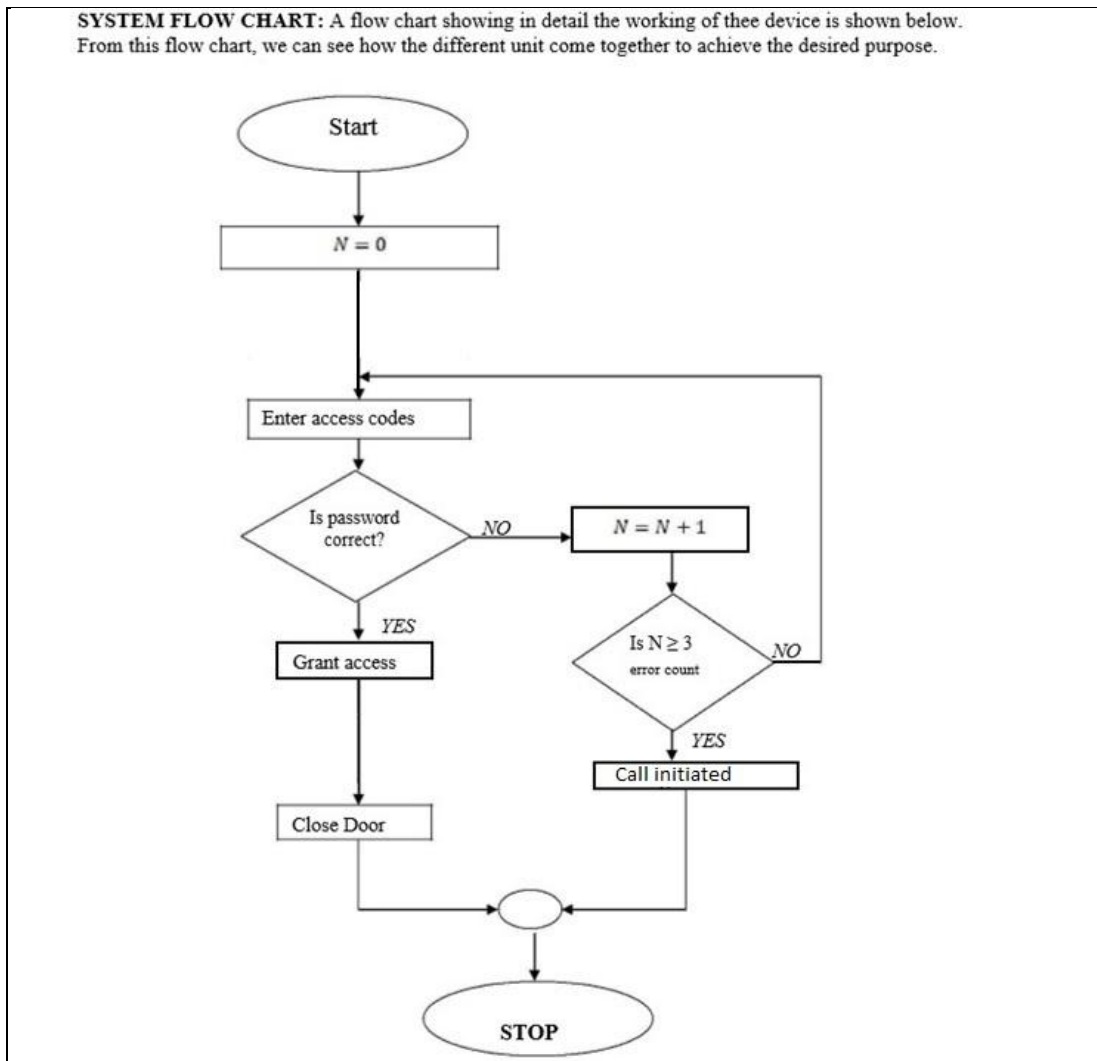 SYSTEM FLOW CHART: A flow chart showing in detail the working of thee device is shown below.
From this flow chart, we can see how the different unit come together to achieve the desired purpose.
Start
N = 0
Enter access codes
Is password
correct?
NO
N = N + 1
YES
Grant access
Is N ≥ 3
error count
NO
YES
Call initiated
Close Door
STOP